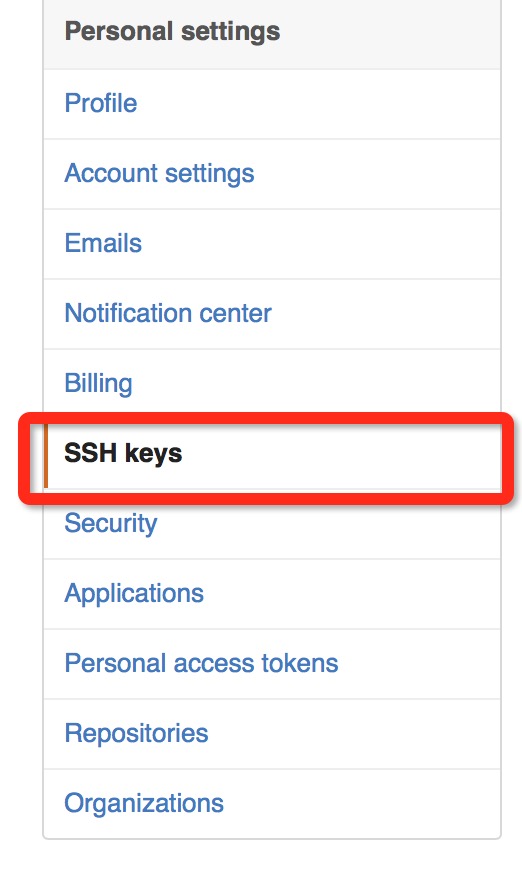 Personal settings
Profile
Account settings
Emails
Notification center
Billing
SSH keys
Security
Applications
Personal access tokens
Repositories
Organizations